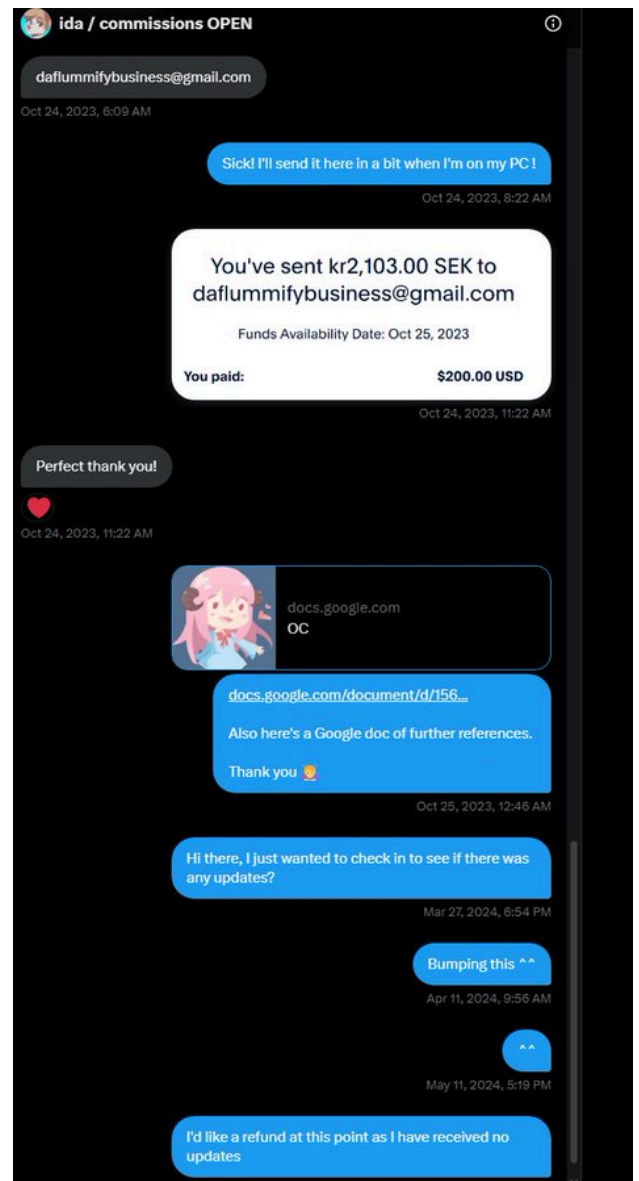 ida / commissions OPEN
daflummifybusiness@gmail.com
Oct 24, 2023, 6:09 AM
Sick! I'll send it here in a bit when I'm on my PC !
Oct 24, 2023, 8:22 AM
You've sent kr2,103.00 SEK to
daflummifybusiness@gmail.com
Funds Availability Date: Oct 25, 2023
You paid: $200.00 USD
Oct 24, 2023, 11:22 AM
Perfect thank you!
Oct 24, 2023, 11:22 AM
docs.google.com
OC
docs.google.com/document/d/156...
Also here's a Google doc of further references.
Thank you
Oct 25, 2023, 12:46 AM
Hi there, I just wanted to check in to see if there was
any updates?
Mar 27, 2024, 6:54 PM
Bumping this ^^
Apr 11, 2024, 9:56 AM
^^
May 11, 2024, 5:19 PM
I'd like a refund at this point as I have received no
updates